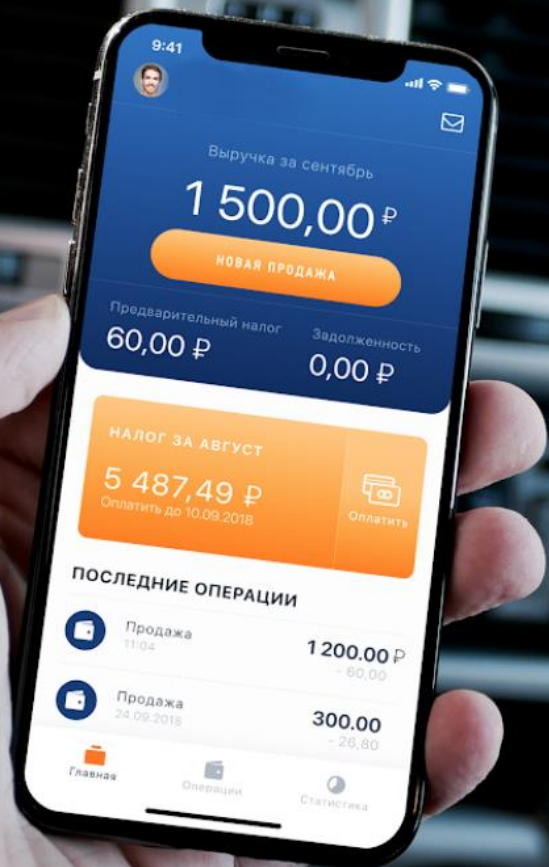 9:41
Выручка за сентябрь
1 500,00 ₽
НОВАЯ ПРОДАЖА
Предварительный налог
Задолженность
60,00 ₽
0,00 ₽
НАЛОГ ЗА АВГУСТ
5 487,49 ₽
Оплатить до 10.09.2018
Оплатить
ПОСЛЕДНИЕ ОПЕРАЦИИ
Продажа
1 200.00 ₽
11:04
- 60,00
Продажа
300.00
24.09.2018
- 26,80
Главная
Операции
Статистика